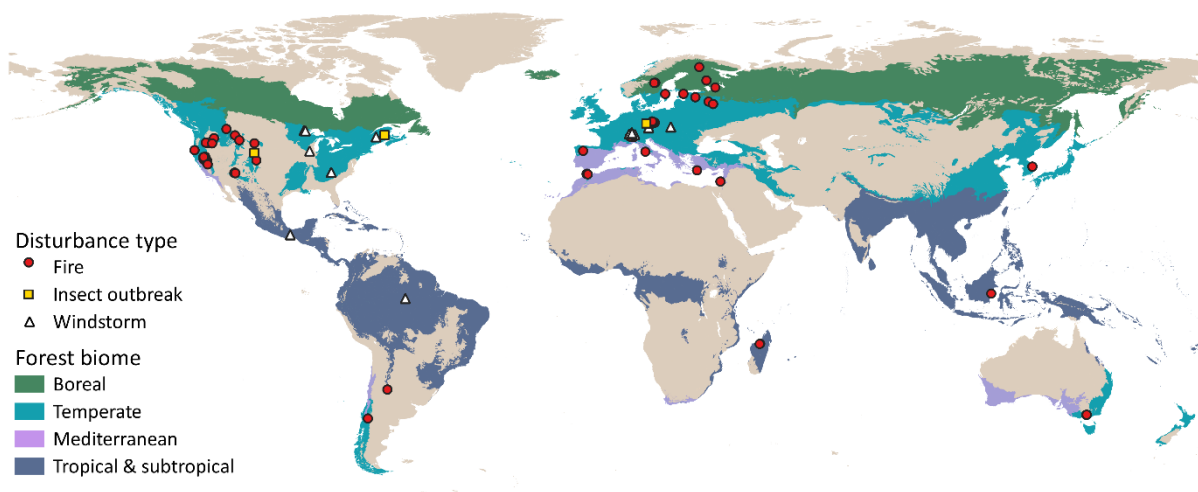 Disturbance type
Fire
Insect outbreak
Windstorm
Forest biome
Boreal
Temperate
Mediterranean
Tropical & subtropical